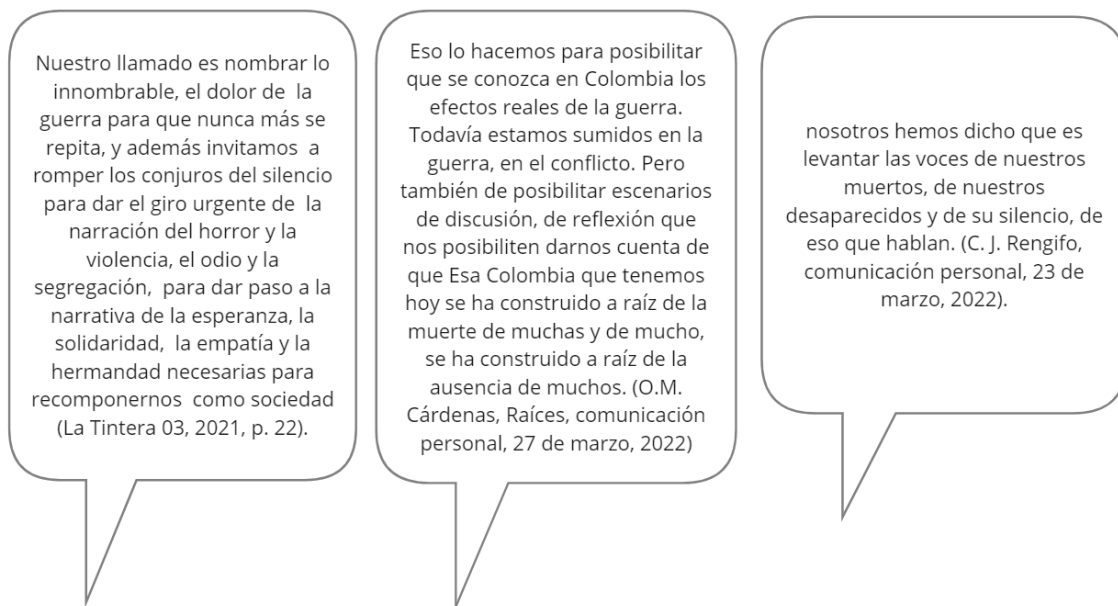 Nuestro llamado es nombrar lo
innombrable, el dolor de la
guerra para que nunca más se
repita, y además invitamos a
romper los conjuros del silencio
para dar el giro urgente de la
narración del horror y la
violencia, el odio y la
segregación, para dar paso a la
narrativa de la esperanza, la
solidaridad, la empatía y la
hermandad necesarias para
recomponernos como sociedad
(La Tintera 03, 2021, p. 22).
Eso lo hacemos para posibilitar
que se conozca en Colombia los
efectos reales de la guerra.
Todavía estamos sumidos en la
guerra, en el conflicto. Pero
también de posibilitar escenarios
de discusión, de reflexión que
nos posibiliten darnos cuenta de
que Esa Colombia que tenemos
hoy se ha construido a raíz de la
muerte de muchas y de mucho,
se ha construido a raíz de la
ausencia de muchos. (O.M.
Cárdenas, Raíces, comunicación
personal, 27 de marzo, 2022)
nosotros hemos dicho que es
levantar las voces de nuestros
muertos, de nuestros
desaparecidos y de su silencio, de
eso que hablan. (C. J. Rengifo,
comunicación personal, 23 de
marzo, 2022).